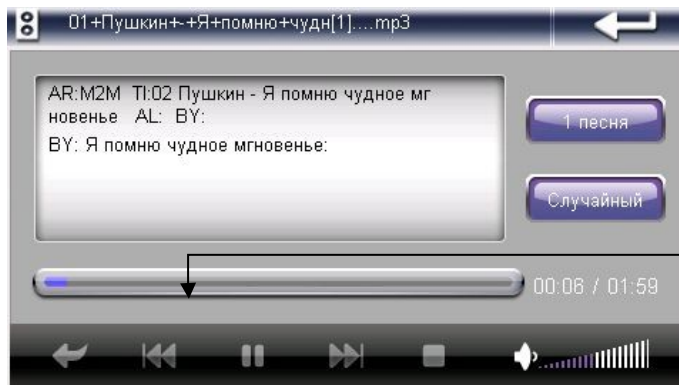 01+Пушкин+-+Я+помню+чудн[1]....mp3
AR:M2M TI:02 Пушкин - Я помню чудное мг
новенье AL: BY:
BY: Я помню чудное мгновенье:
1 песня
Случайный
00:06 / 01:59